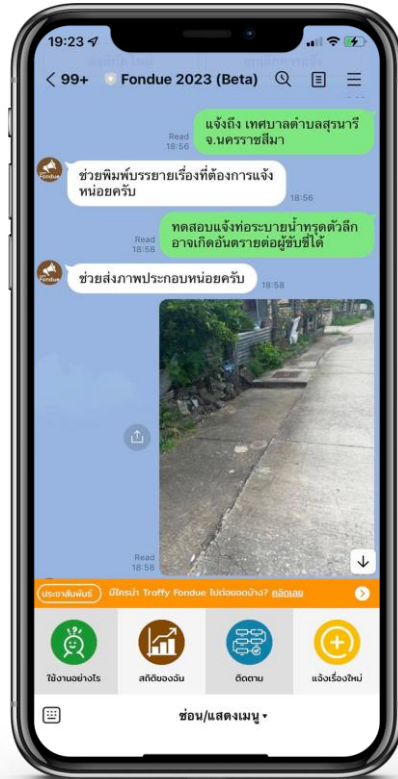 19:23
99+ Fondue 2023 (Beta)
แจ้งถึง เทศบาลตำบลสุรนารี
จ.นครราชสีมา
Read
18:56
ช่วยพิมพ์บรรยายเรื่องที่ต้องการแจ้ง
หน่อยครับ
18:56
ทดสอบแจ้งท่อระบายน้ำทรุดตัวลึก
อาจเกิดอันตรายต่อผู้ขับขี่ได้
Read
18:58
ช่วยส่งภาพประกอบหน่อยครับ
18:58
Read
18:58
ประชาสัมพันธ์ มีใครนำ Traffy Fondue ไปต่อยอดบ้าง? คลิกเลย
ใช้งานอย่างไร สถิติของฉัน ติดตาม แจ้งเรื่องใหม่
ซ่อน/แสดงเมนู